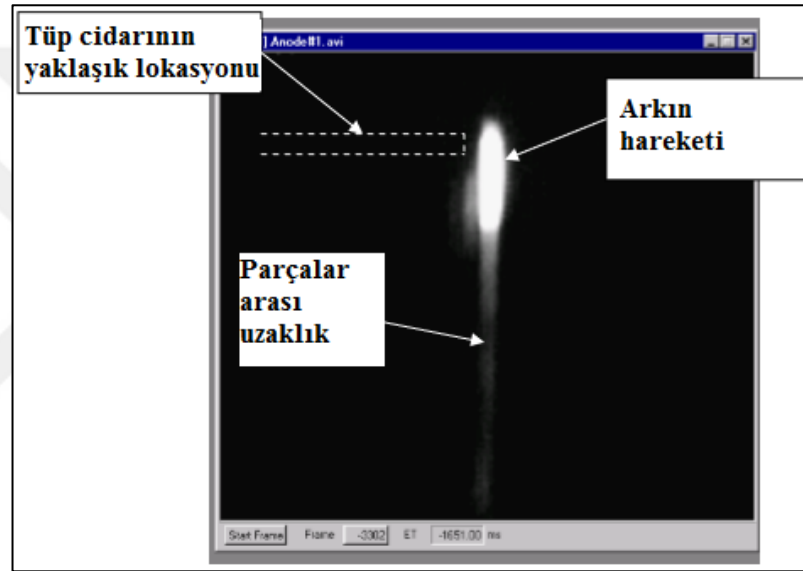 Tüp cidarının
yaklaşık lokasyonu
] Anode#1.avi
Arkın
hareketi
Parçalar
arası
uzaklık
Start Frame Frame -3302 ET -1651.00 ms